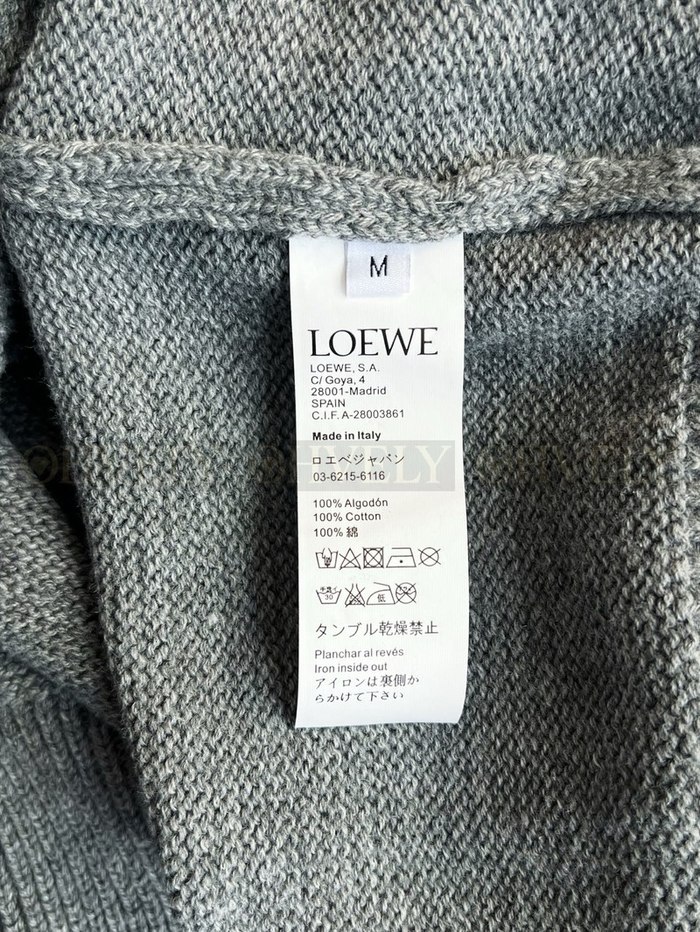 M
LOEWE
LOEWE, S.A.
C/ Goya, 4
28001-Madrid
SPAIN
C.I.F. A-28003861
Made in Italy
ロエベジャパン
03-6215-6116
100% Algodón
100% Cotton
100% 綿
30
低
タンブル乾燥禁止
Planchar al revés
Iron inside out
アイロンは裏側か
らかけて下さい